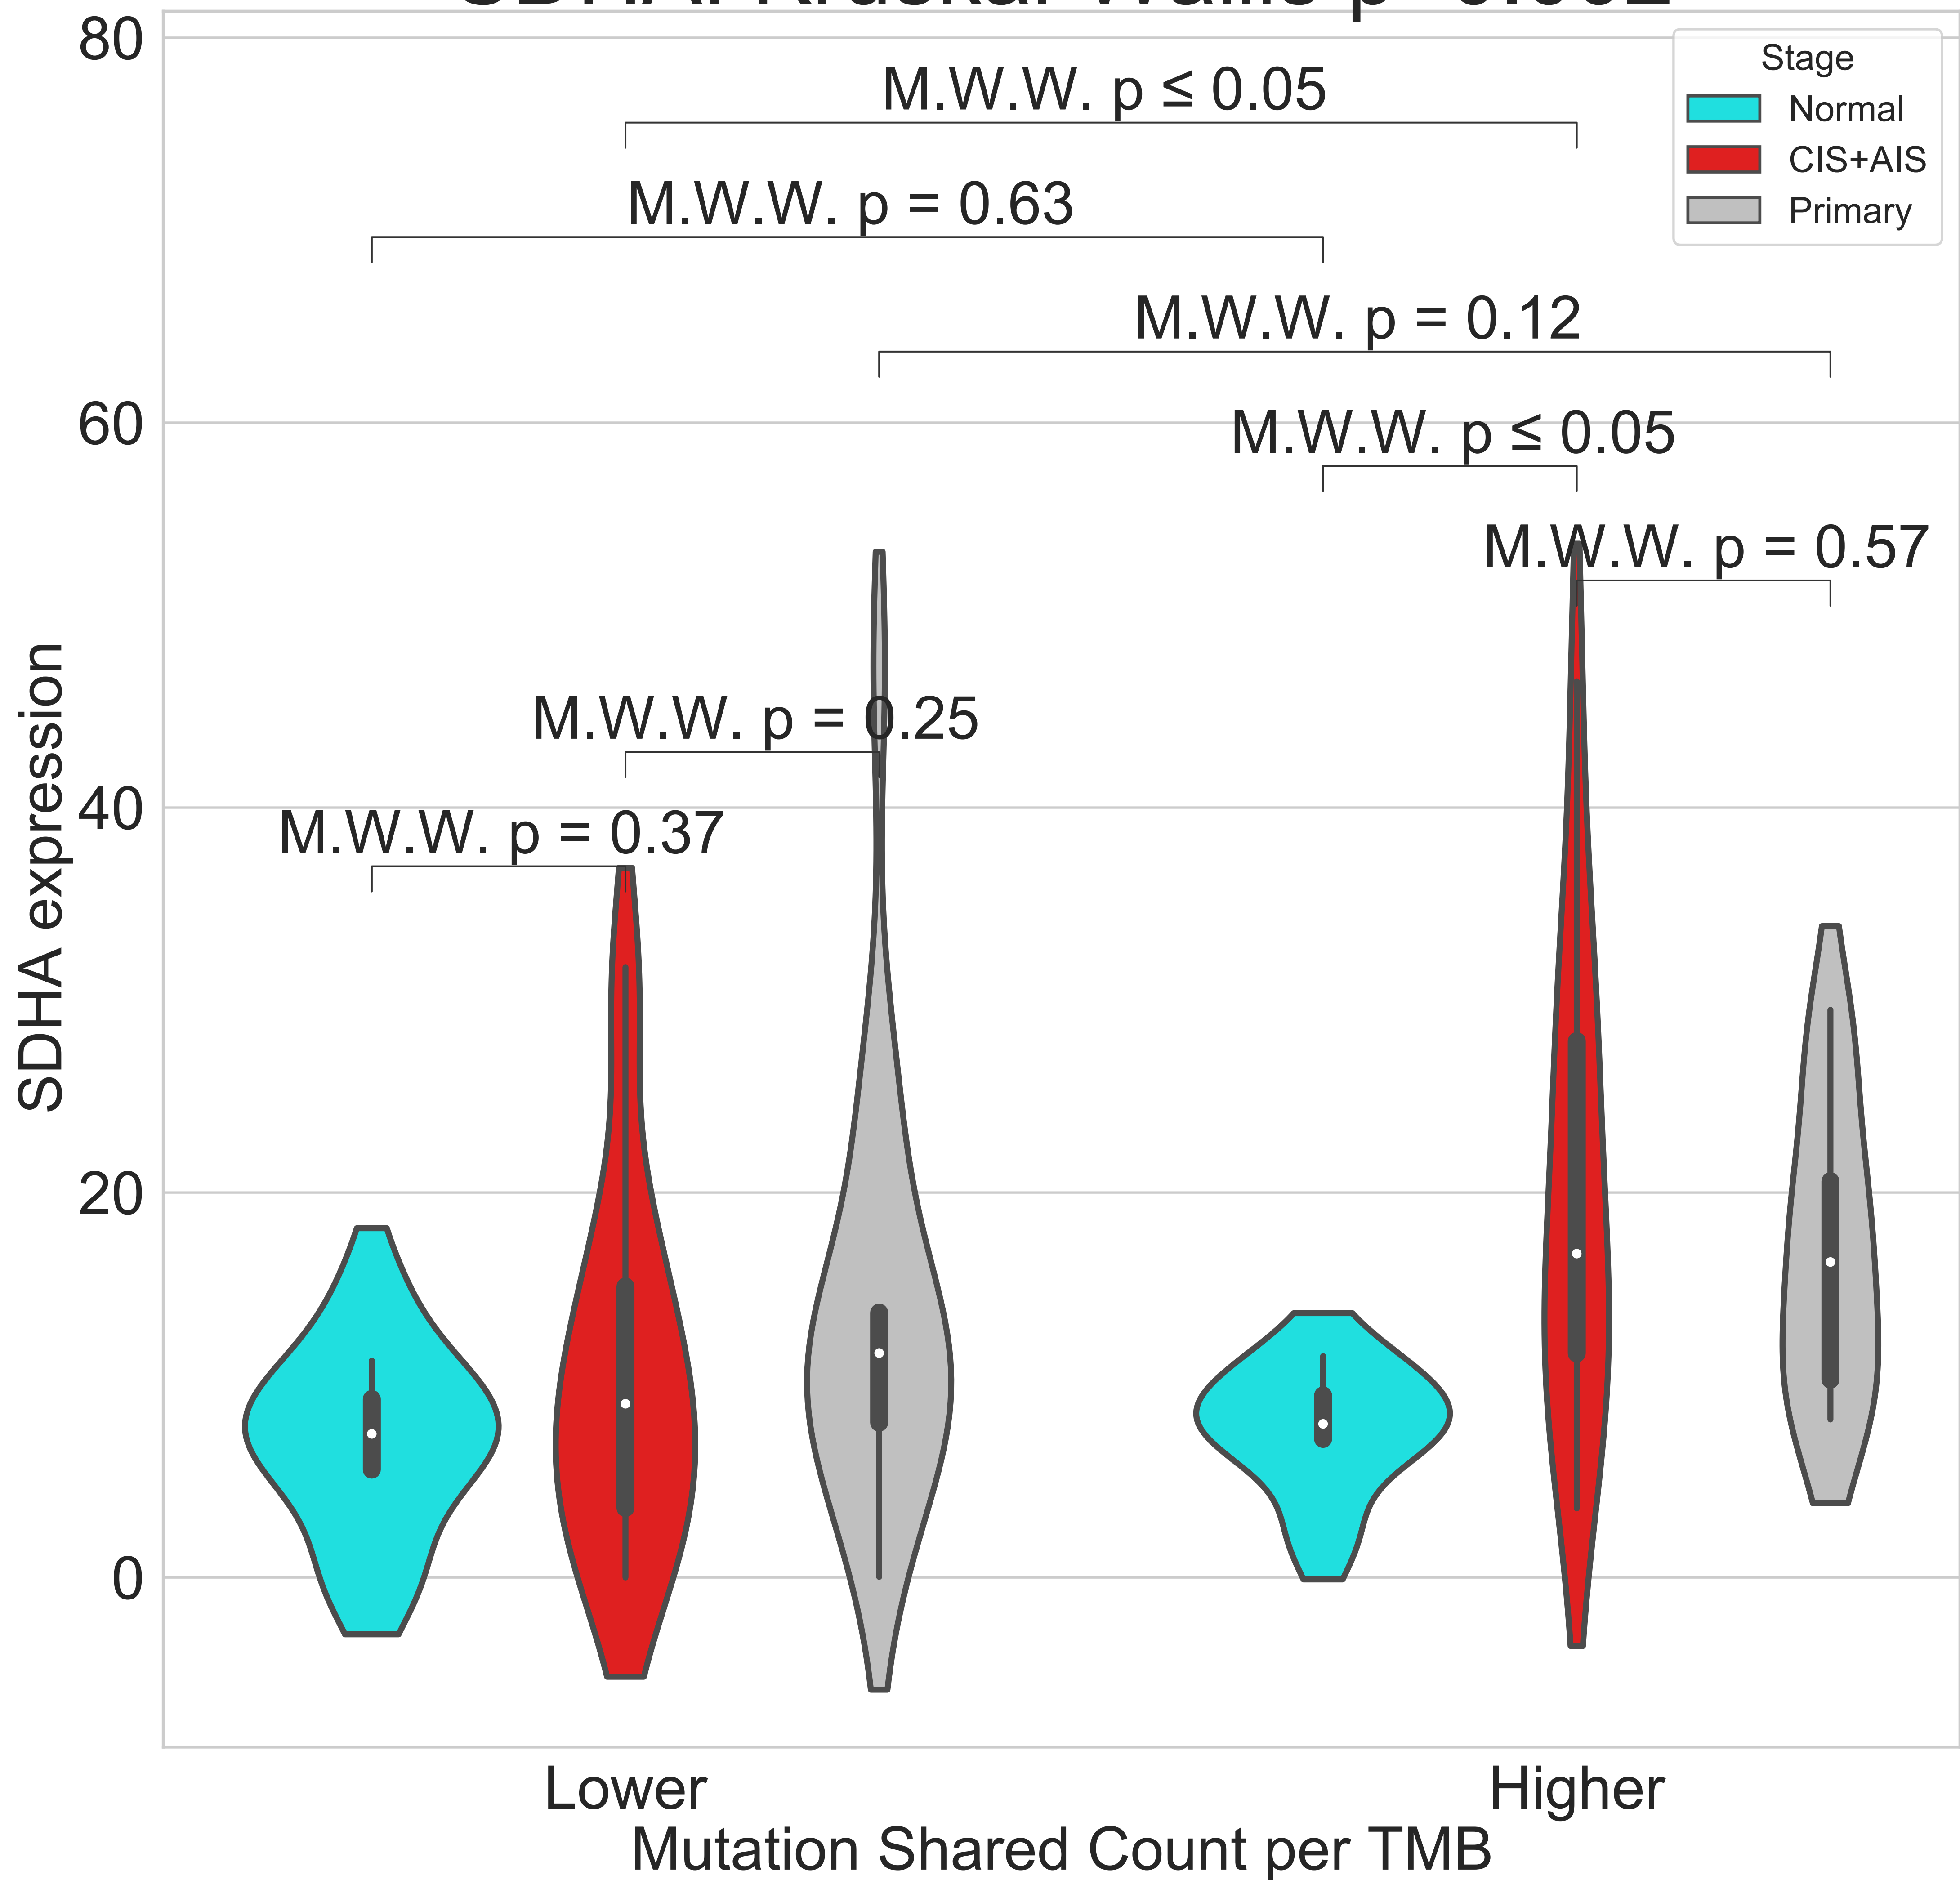 80
Stage
M.W.W. p ≤ 0.05
Normal
CIS+AIS
M.W.W. p = 0.63
Primary
M.W.W. p = 0.12
60
M.W.W. p ≤ 0.05
M.W.W. p = 0.57
SDHA expression
M.W.W. p = 0.25
40
M.W.W. p = 0.37
20
0
Lower
Higher
Mutation Shared Count per TMB